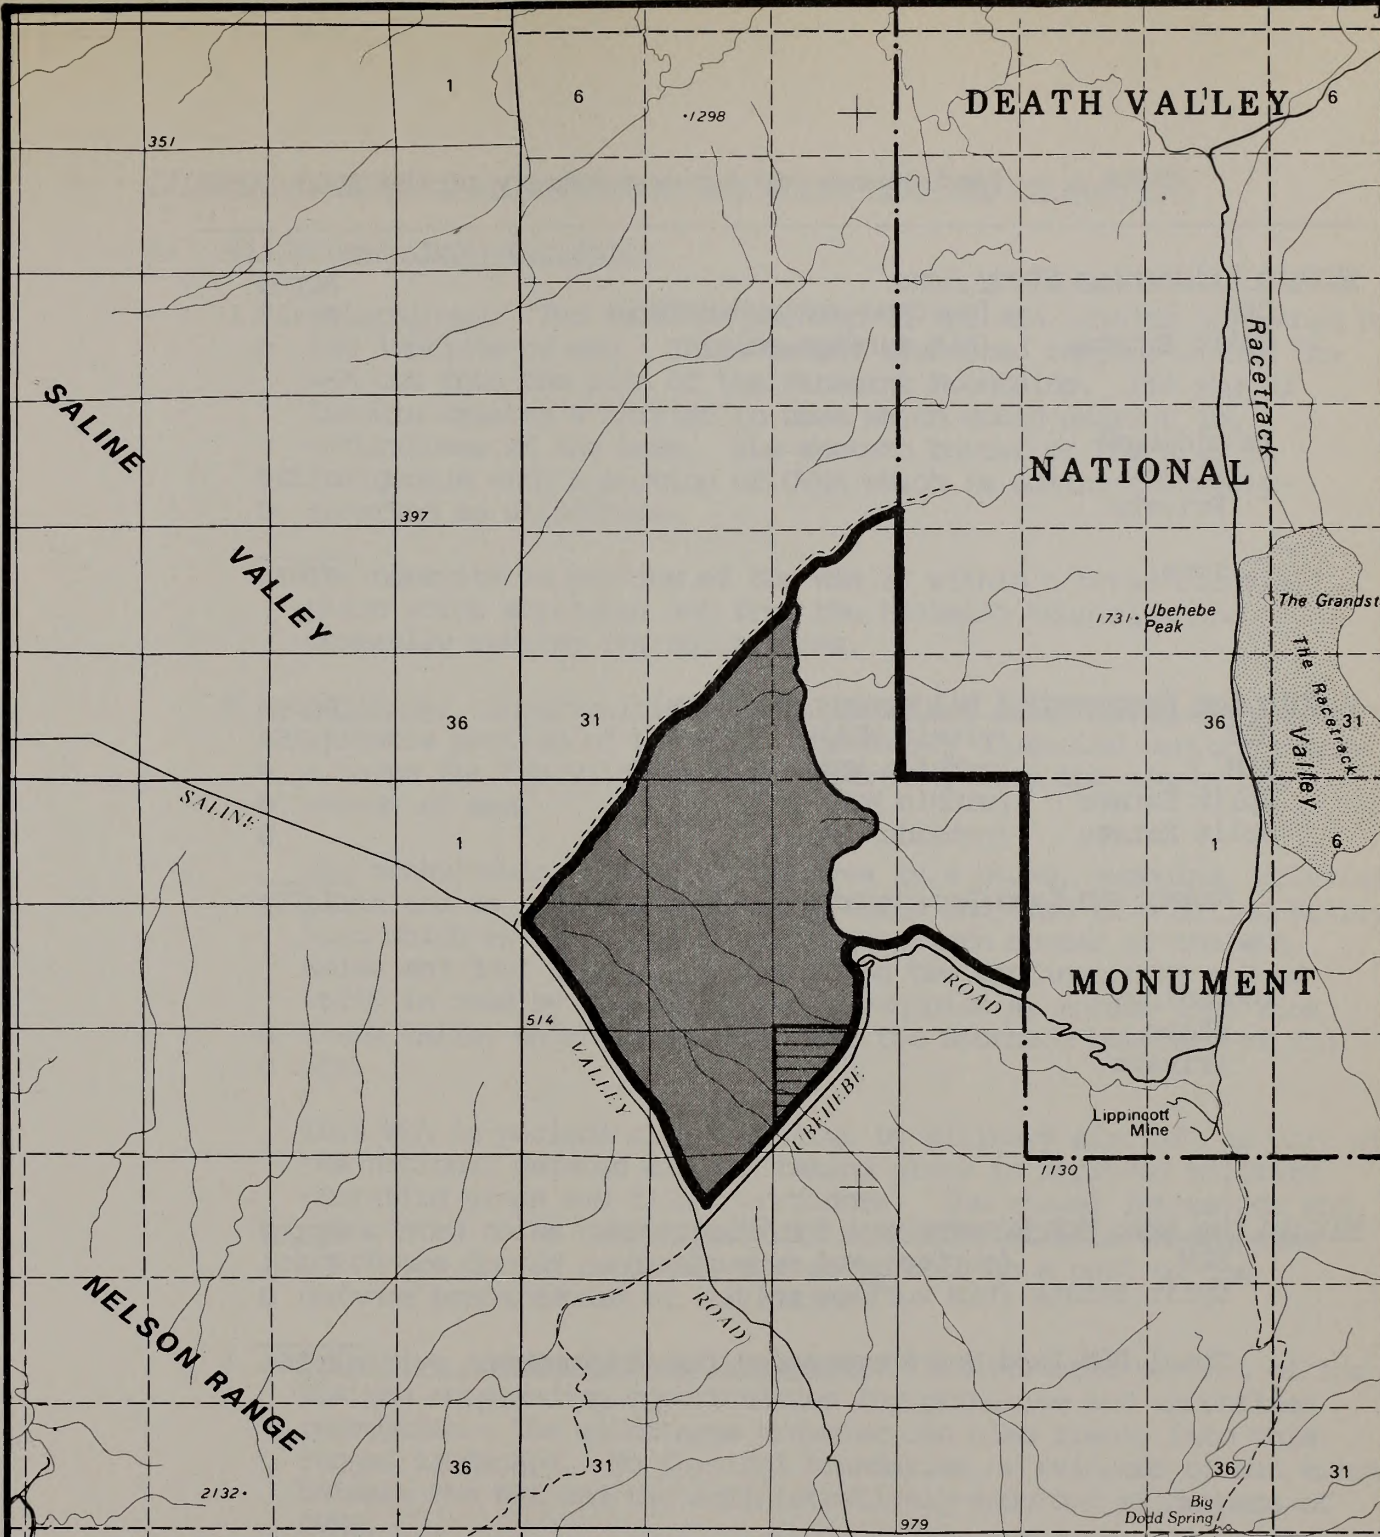 1
6
1298
DEATH VALLEY
1
6
351
Racetrack
SALINE
NATIONAL
397
VALLEY
1731
Ubehebe
Peak
The Grandst
The Racetrack
36
31
36
31
Valley
SALINE
1
1
6
ROAD
MONUMENT
514
VALLEY
UBEHEBE
Lippincott
Mine
1130
NELSON RANGE
ROAD
36
31
36
31
2132
Big
Dodd Spring
979